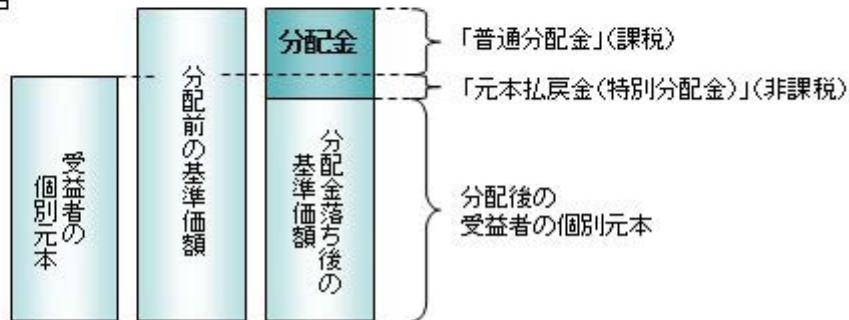 分配金
「普通分配金」(課税)
「元本払戻金(特別分配金)」(非課税)
受益者の
個別元本
分配前の基準価額
分配金落ち後の
基準価額
分配後の
受益者の個別元本